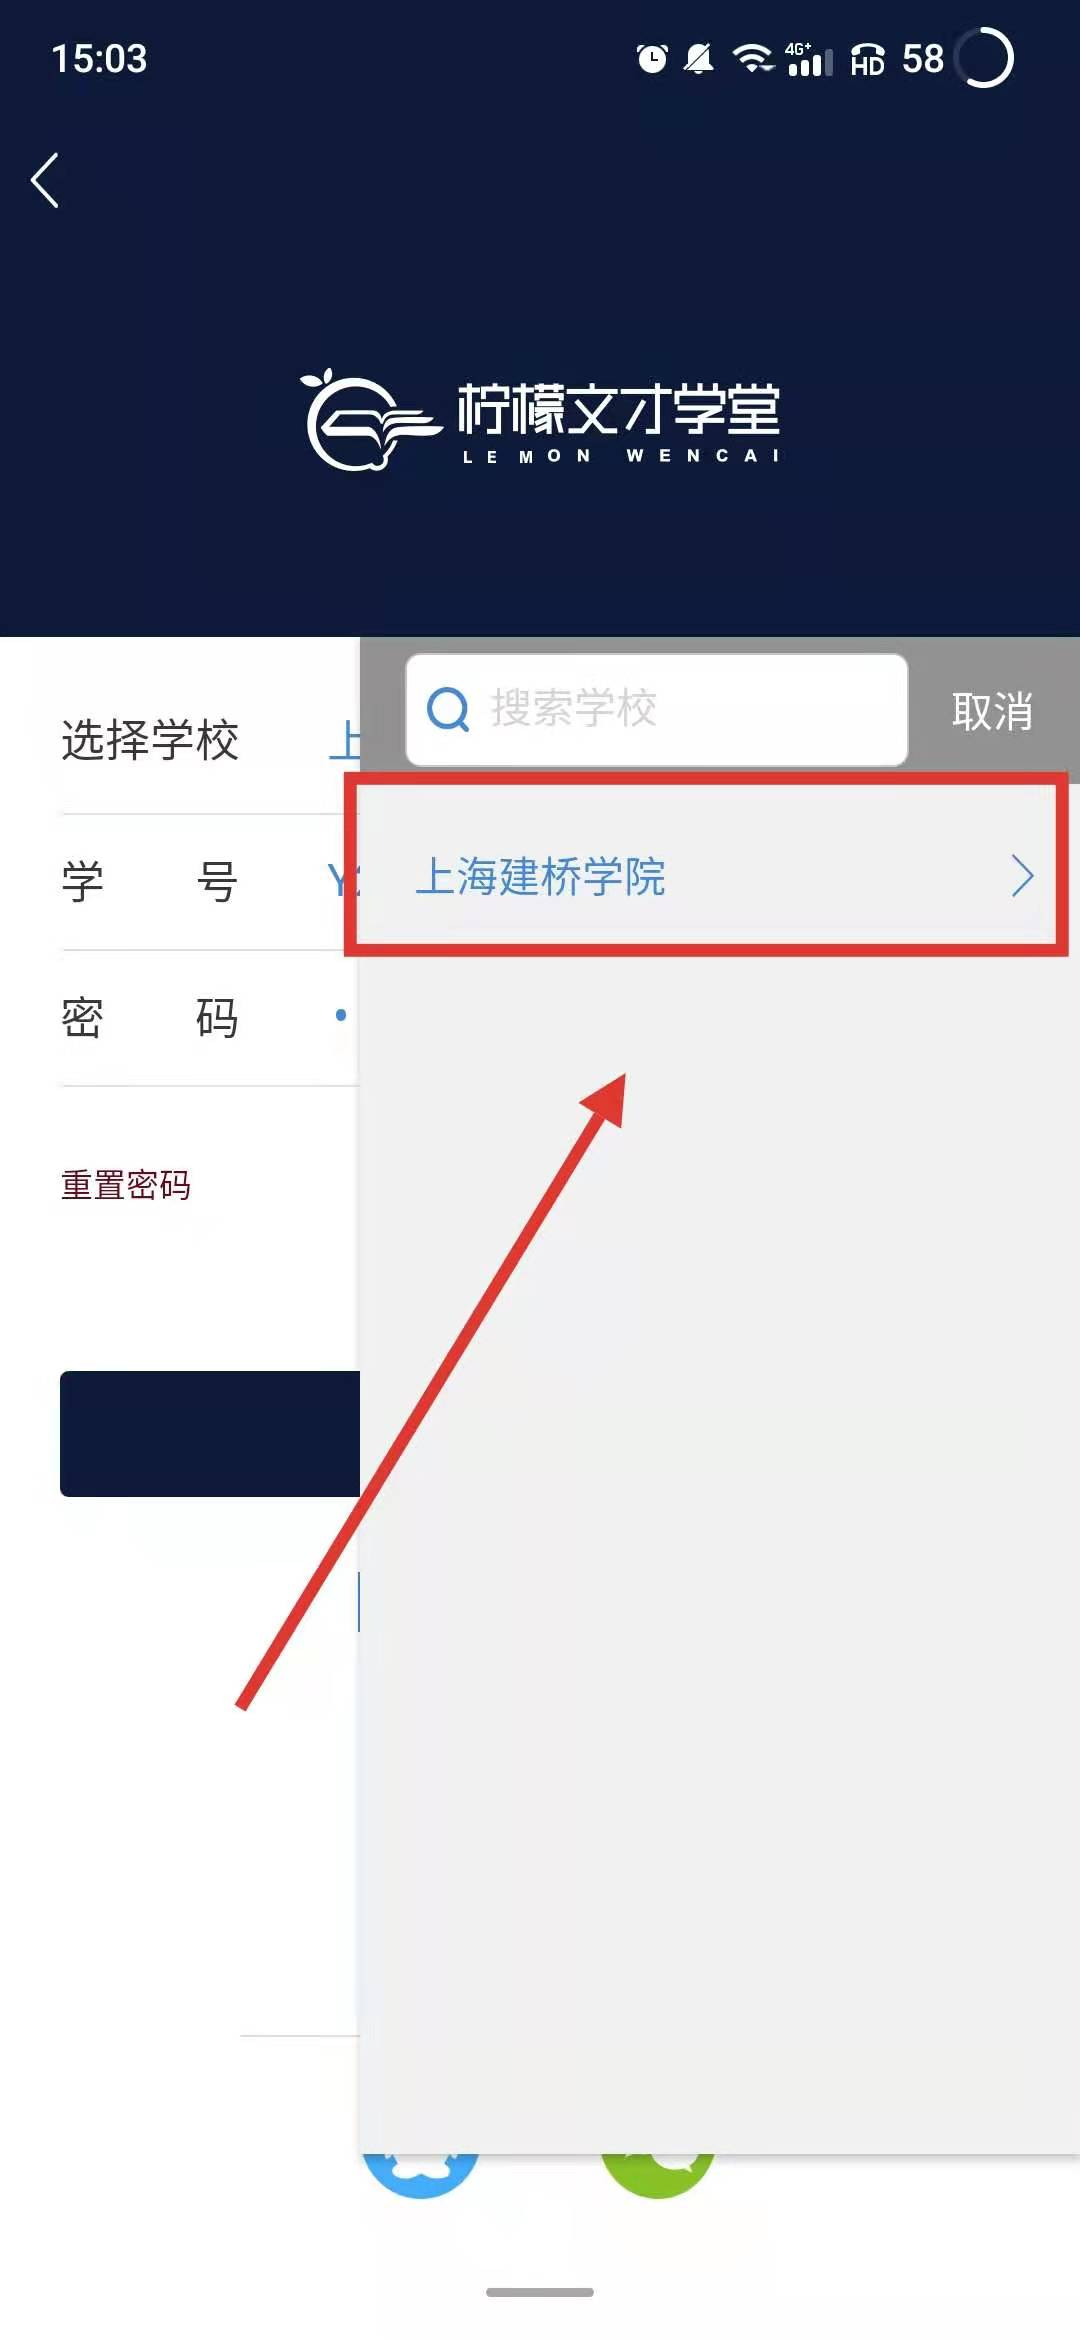 15:03
4G+ HD 58
柠檬文才学堂
LEMON WENCAI
搜索学校 取消
选择学校 上
上海建桥学院
学 号
密 码
重置密码